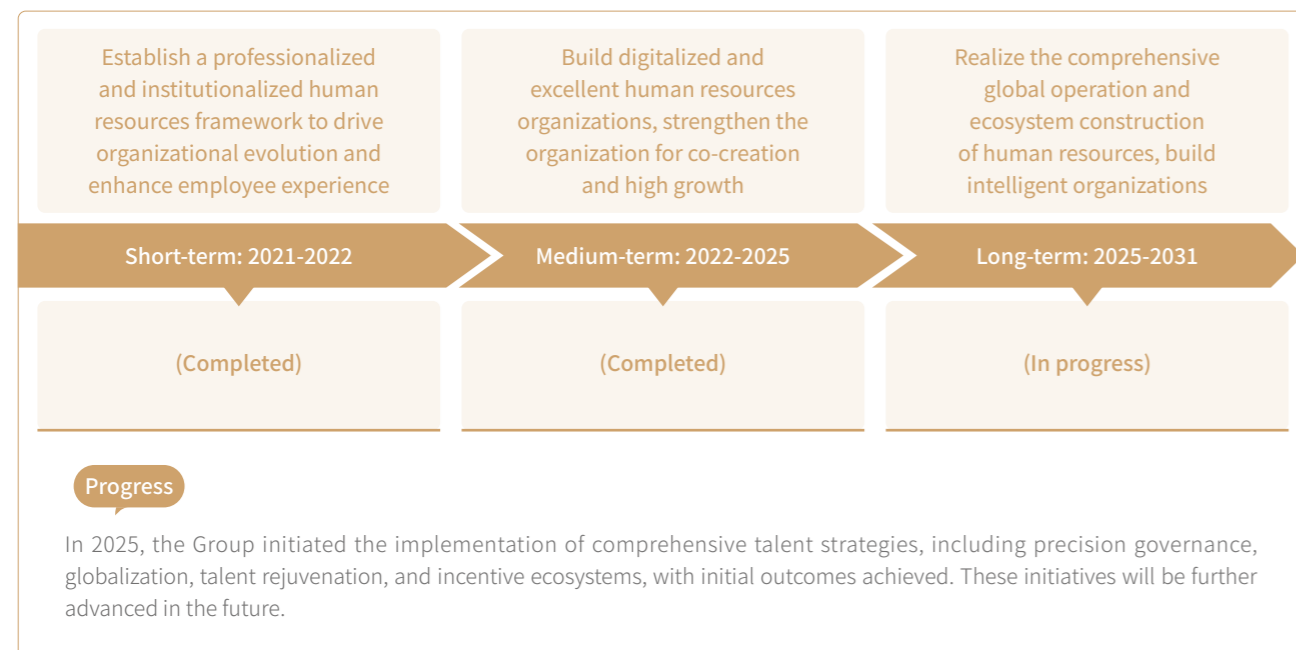 Establish a professionalized
and institutionalized human
resources framework to drive
organizational evolution and
enhance employee experience
Build digitalized and
excellent human resources
organizations, strengthen the
organization for co-creation
and high growth
Realize the comprehensive
global operation and
ecosystem construction
of human resources, build
intelligent organizations
Short-term: 2021-2022
Medium-term: 2022-2025
Long-term: 2025-2031
(Completed)
(Completed)
(In progress)
Progress
In 2025, the Group initiated the implementation of comprehensive talent strategies, including precision governance,
globalization, talent rejuvenation, and incentive ecosystems, with initial outcomes achieved. These initiatives will be further
advanced in the future.